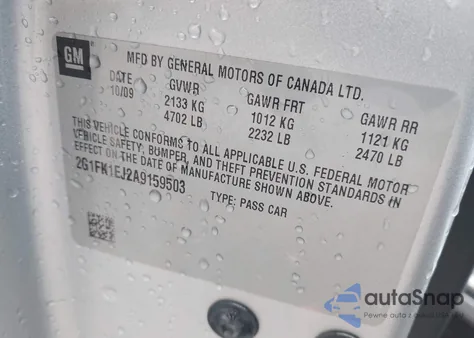 GM
MFD BY GENERAL MOTORS OF CANADA LTD.
DATE GVWR GAWR FRT GAWR RR
10/09 2133 KG 1012 KG 1121 KG
4702 LB 2232 LB 2470 LB
THIS VEHICLE CONFORMS TO ALL APPLICABLE U.S. FEDERAL MOTOR
VEHICLE SAFETY, BUMPER, AND THEFT PREVENTION STANDARDS IN
EFFECT ON THE DATE OF MANUFACTURE SHOWN ABOVE.
2G1FK1EJ2A9159503
TYPE: PASS CAR
autoSnap
Pewne auto z USA